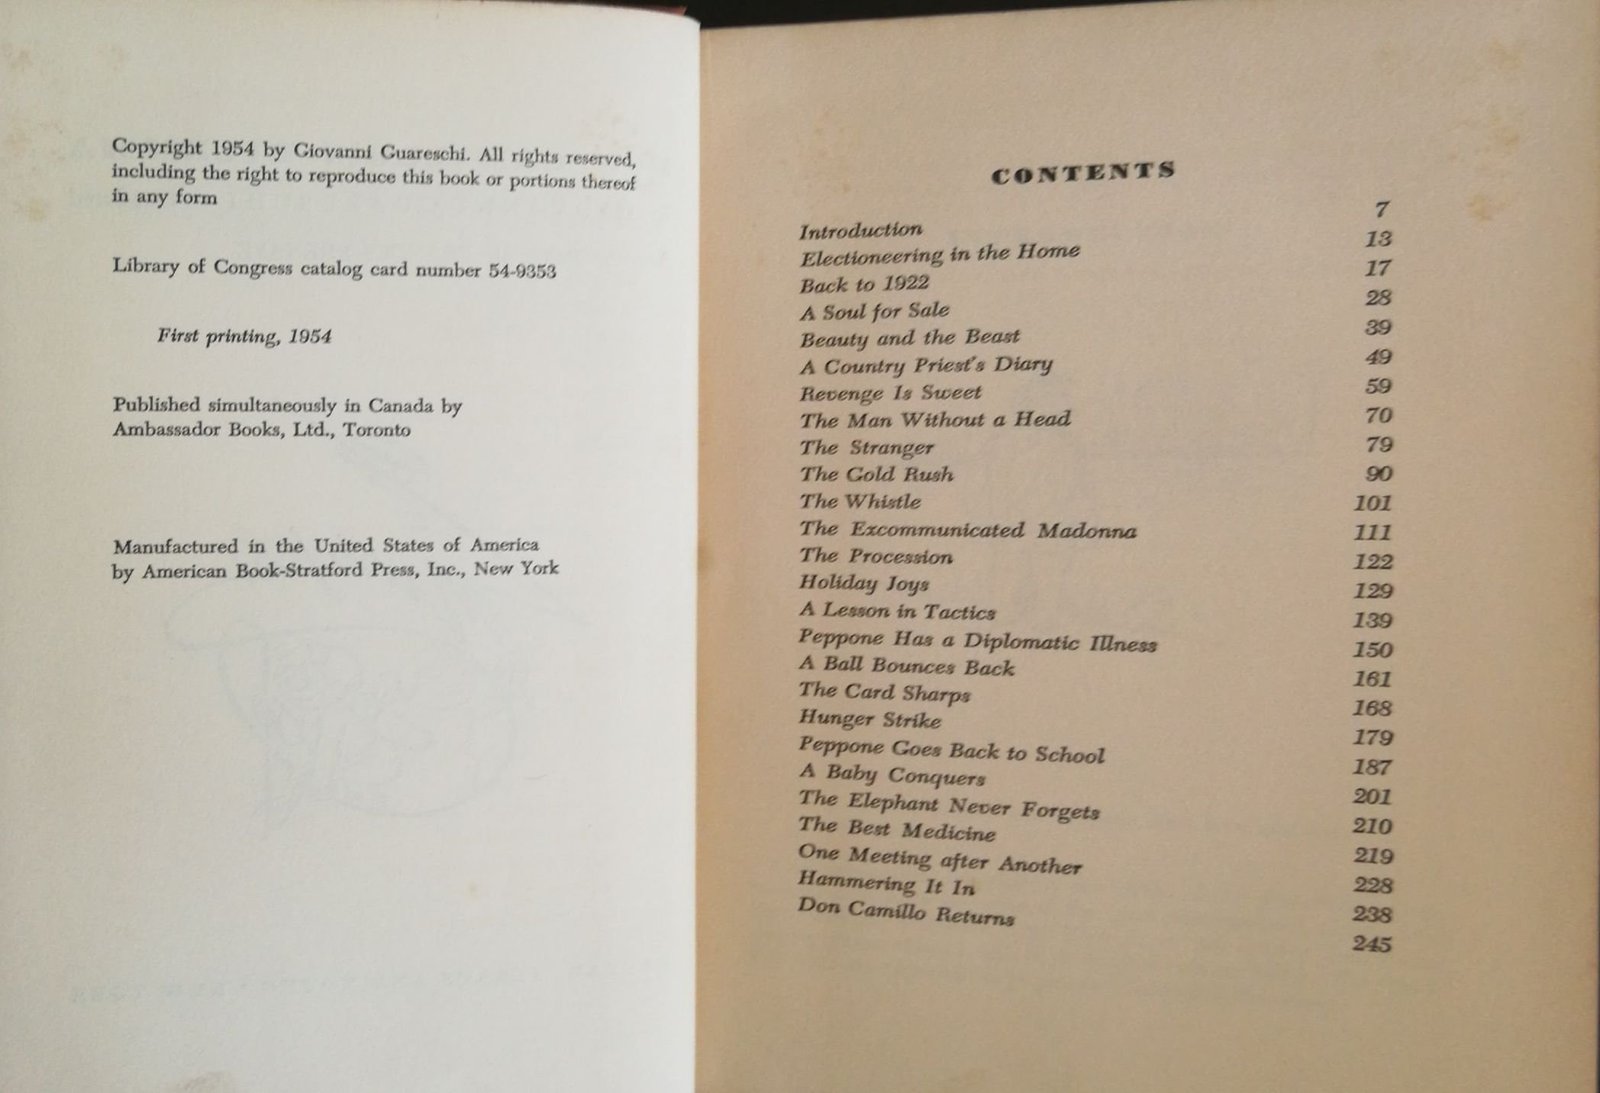 Copyright 1954 by Giovanni Guareschi. All rights reserved,
including the right to reproduce this book or portions thereof
in any form
Library of Congress catalog card number 54-9353
First printing, 1954
Published simultaneously in Canada by
Ambassador Books, Ltd., Toronto
Manufactured in the United States of America
by American Book-Stratford Press, Inc., New York
CONTENTS
Introduction 7
Electioneering in the Home 13
Back to 1922 17
A Soul for Sale 28
Beauty and the Beast 39
A Country Priest's Diary 49
Revenge Is Sweet 59
The Man Without a Head 70
The Stranger 79
The Gold Rush 90
The Whistle 101
The Excommunicated Madonna 111
The Procession 122
Holiday Joys 129
A Lesson in Tactics 139
Peppone Has a Diplomatic Illness 150
A Ball Bounces Back 161
The Card Sharps 168
Hunger Strike 179
Peppone Goes Back to School 187
A Baby Conquers 201
The Elephant Never Forgets 210
The Best Medicine 219
One Meeting after Another 228
Hammering It In 238
Don Camillo Returns 245